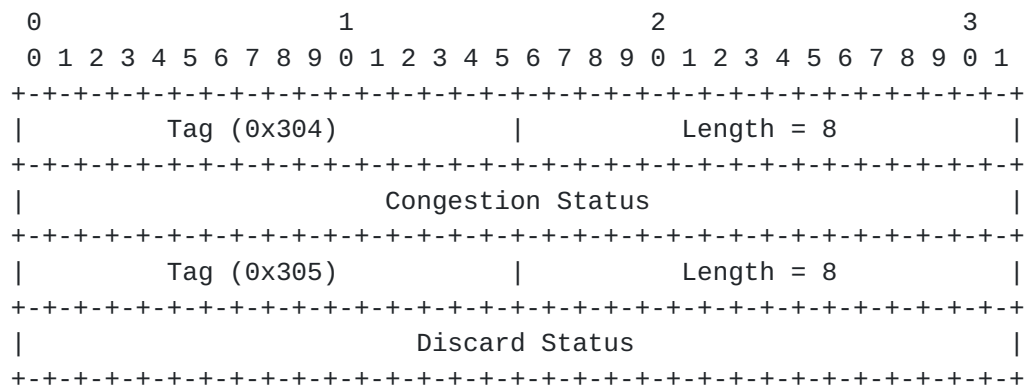 0                   1                   2                   3
 0 1 2 3 4 5 6 7 8 9 0 1 2 3 4 5 6 7 8 9 0 1 2 3 4 5 6 7 8 9 0 1
+-+-+-+-+-+-+-+-+-+-+-+-+-+-+-+-+-+-+-+-+-+-+-+-+-+-+-+-+-+-+-+-+
|         Tag (0x304)           |          Length = 8           |
+-+-+-+-+-+-+-+-+-+-+-+-+-+-+-+-+-+-+-+-+-+-+-+-+-+-+-+-+-+-+-+-+
|                       Congestion Status                       |
+-+-+-+-+-+-+-+-+-+-+-+-+-+-+-+-+-+-+-+-+-+-+-+-+-+-+-+-+-+-+-+-+
|         Tag (0x305)           |          Length = 8           |
+-+-+-+-+-+-+-+-+-+-+-+-+-+-+-+-+-+-+-+-+-+-+-+-+-+-+-+-+-+-+-+-+
|                         Discard Status                        |
+-+-+-+-+-+-+-+-+-+-+-+-+-+-+-+-+-+-+-+-+-+-+-+-+-+-+-+-+-+-+-+-+